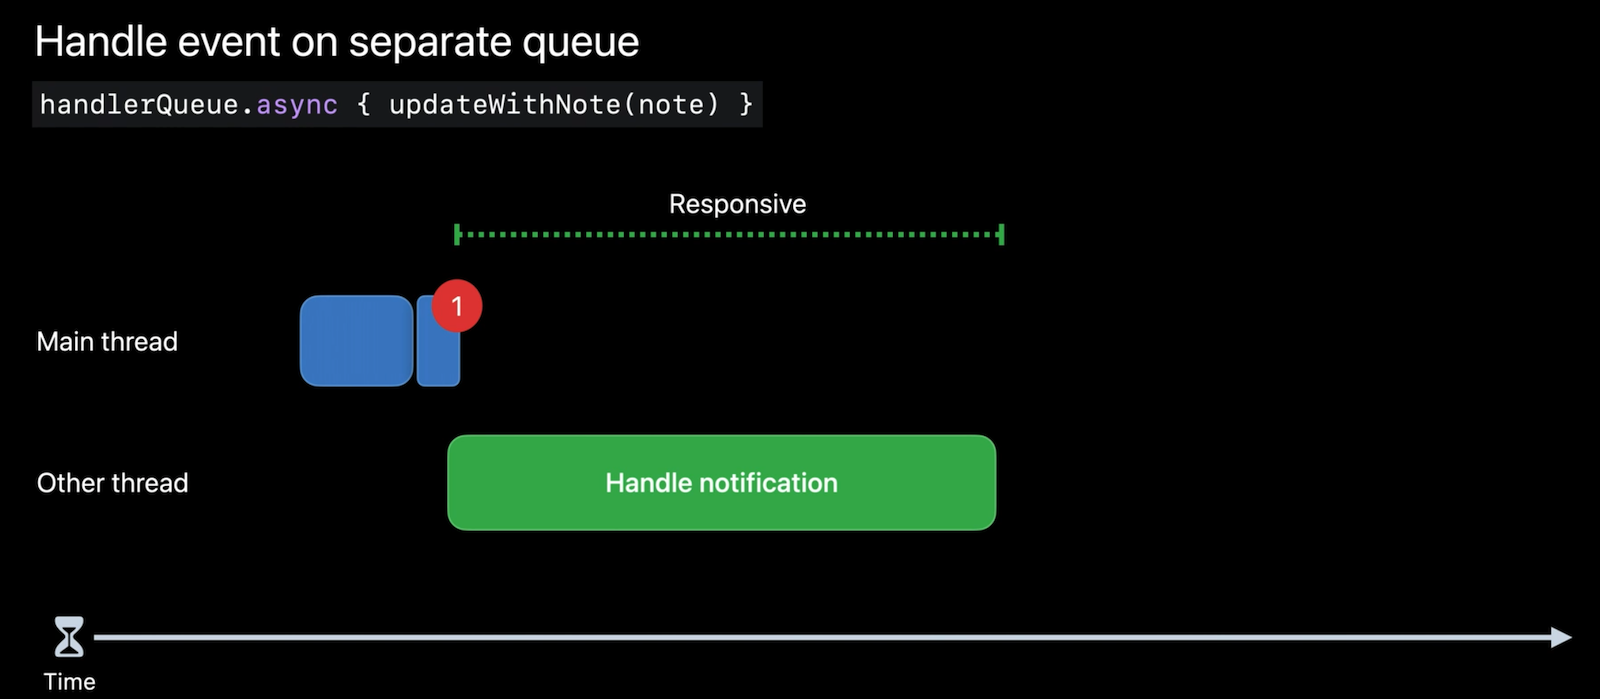 Handle event on separate queue
handlerQueue.async { updateWithNote(note) }
Responsive
1
Main thread
Other thread
Handle notification
Time